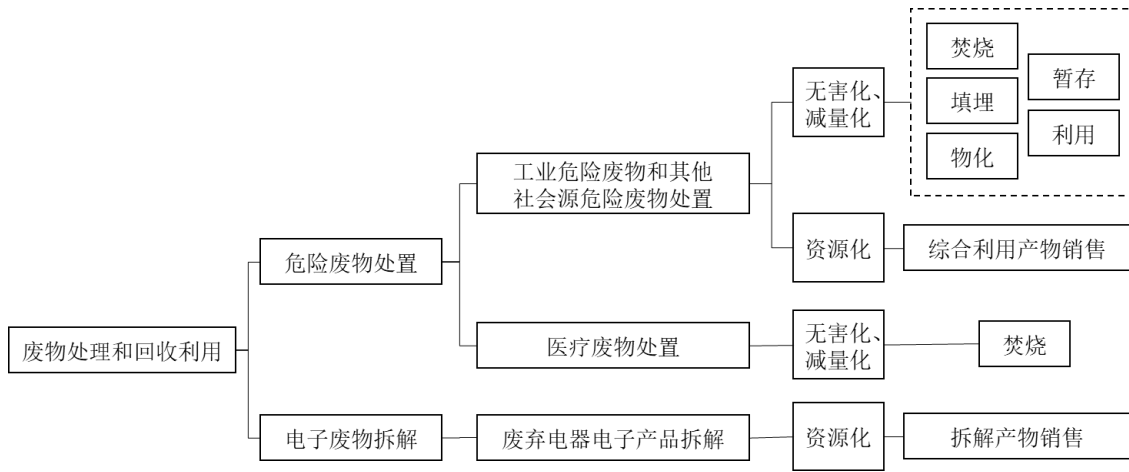 焚烧
暂存
填埋
利用
物化
无害化、
减量化
工业危险废物和其他
社会源危险废物处置
资源化
综合利用产物销售
危险废物处置
废物处理和回收利用
医疗废物处置
无害化、
减量化
焚烧
电子废物拆解
废弃电器电子产品拆解
资源化
拆解产物销售